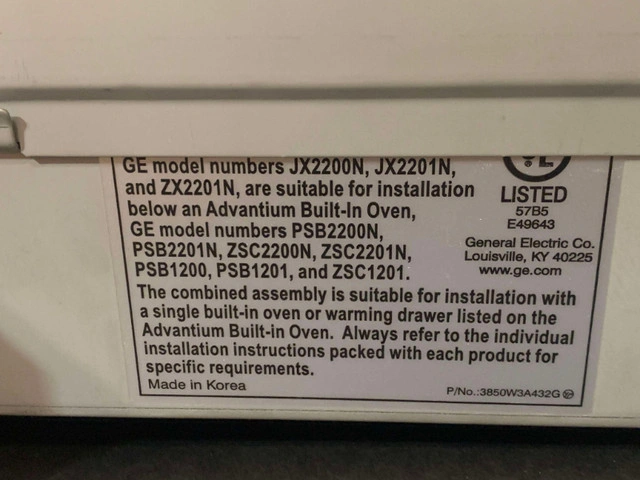 GE model numbers JX2200N, JX2201N,
and ZX2201N, are suitable for installation
below an Advantium Built-In Oven,
GE model numbers PSB2200N,
PSB2201N, ZSC2200N, ZSC2201N,
PSB1200, PSB1201, and ZSC1201.
UL
LISTED
57B5
E49643
General Electric Co.
Louisville, KY 40225
www.ge.com
The combined assembly is suitable for installation with
a single built-in oven or warming drawer listed on the
Advantium Built-in Oven. Always refer to the individual
installation instructions packed with each product for
specific requirements.
Made in Korea
P/No.:3850W3A432G